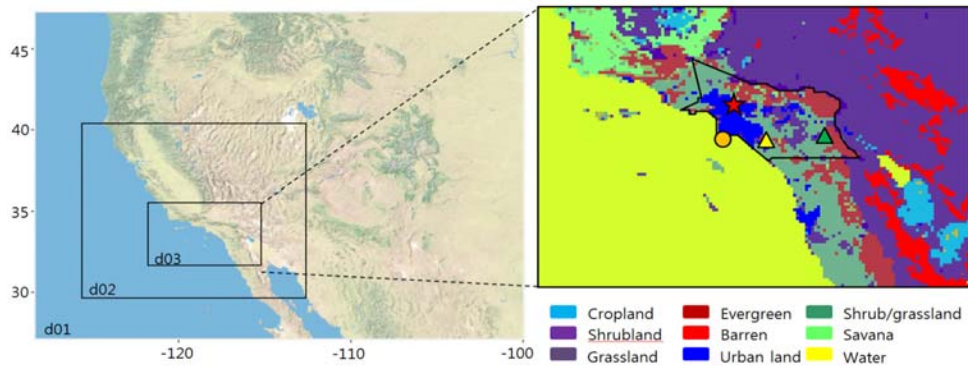 45
40
35
30
d03
d02
d01
-120
-110
-100
Cropland
Evergreen
Shrub/grassland
Shrubland
Barren
Savana
Grassland
Urban land
Water